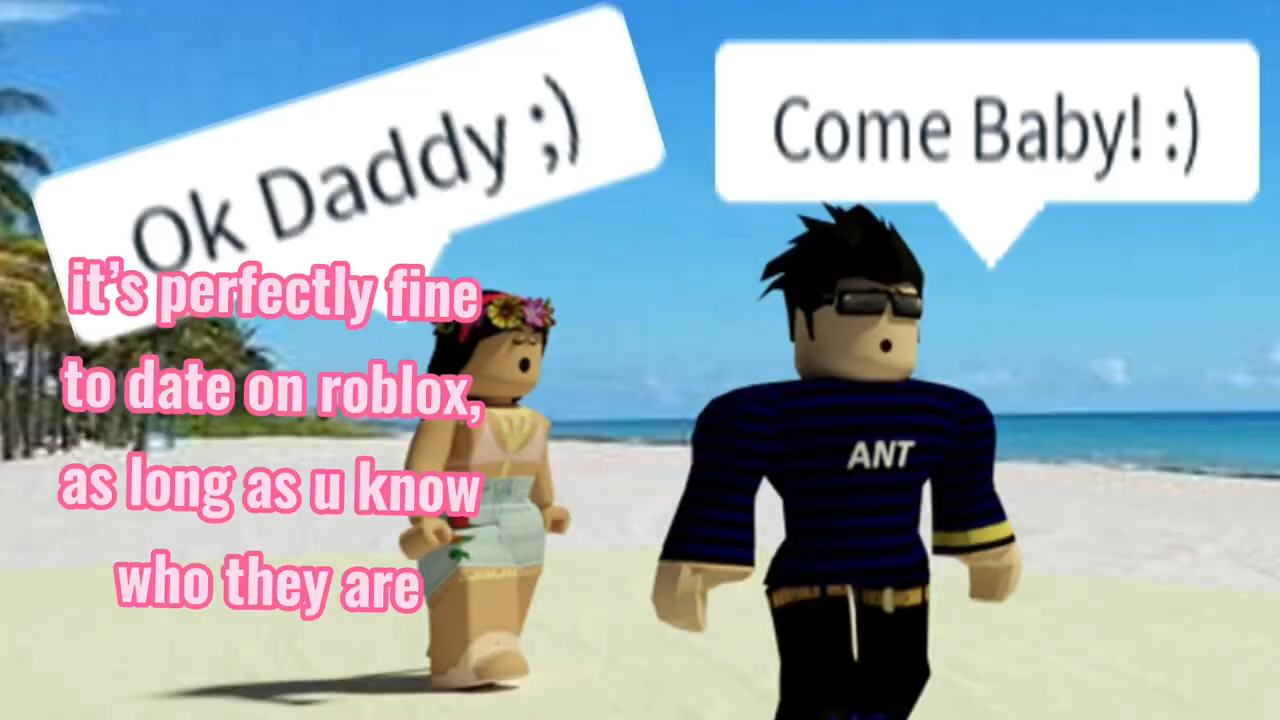 Ok Daddy ;)
Come Baby! :)
it's perfectly fine
to date on roblox,
as long as u know
who they are
ANT